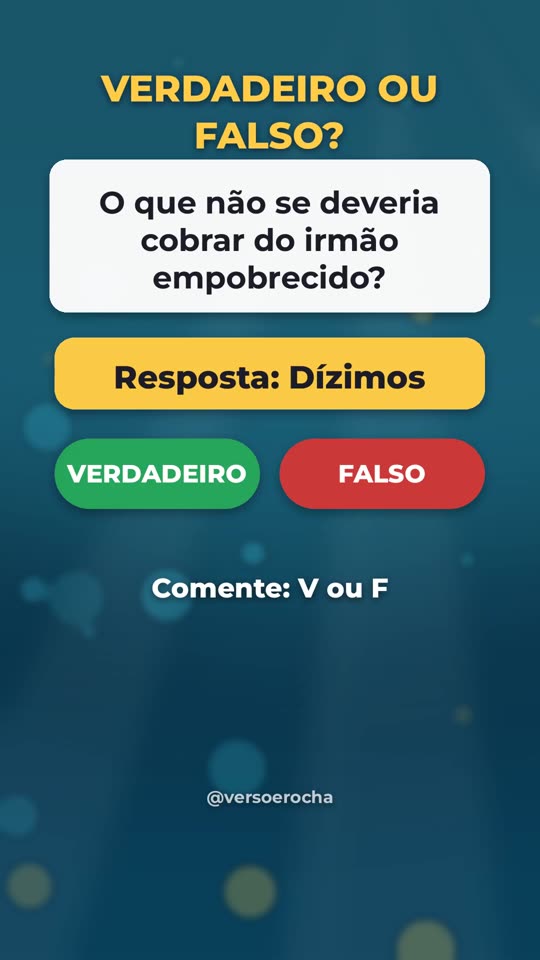 VERDADEIRO OU
FALSO?
O que não se deveria
cobrar do irmão
empobrecido?
Resposta: Dízimos
VERDADEIRO
FALSO
Comente: V ou F
@versoerocha